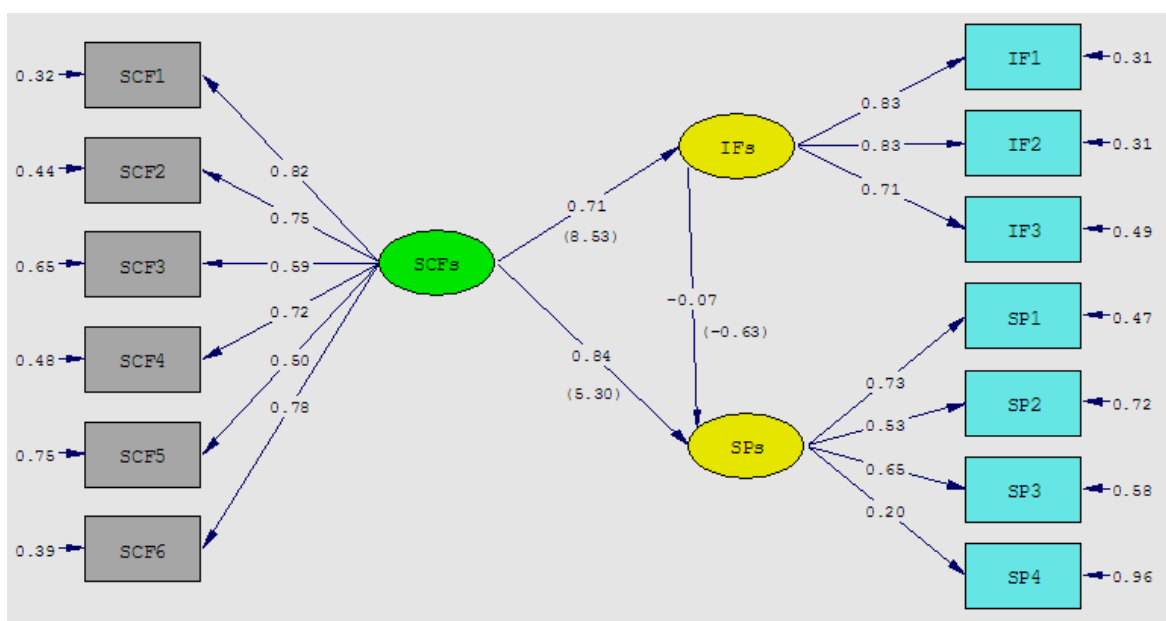 0.32
SCF1
0.44
SCF2
0.65
SCF3
0.48
SCF4
0.75
SCF5
0.39
SCF6
0.82
0.75
0.59
0.72
0.50
0.78
SCFs
0.71
(8.53)
0.84
(5.30)
IFs
-0.07
(-0.63)
SPs
0.83
0.83
0.71
0.73
0.53
0.65
0.20
IF1
0.31
IF2
0.31
IF3
0.49
SP1
0.47
SP2
0.72
SP3
0.58
SP4
0.96